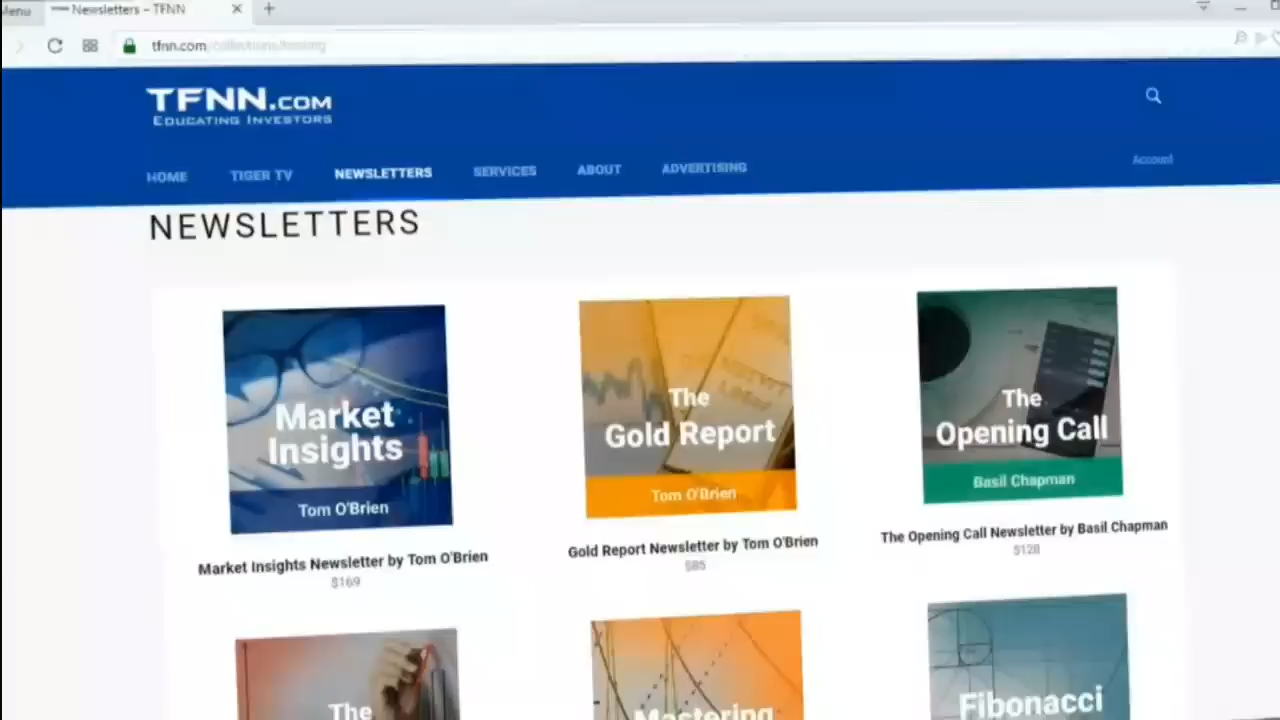 Menu
Newsletters – TFNN
tfnn.com
TFNN.COM
EDUCATING INVESTORS
HOME
TIGER TV
NEWSLETTERS
SERVICES
ABOUT
ADVERTISING
Account
NEWSLETTERS
Market
Insights
Tom O'Brien
Market Insights Newsletter by Tom O'Brien
$169
The
Gold Report
Tom O'Brien
Gold Report Newsletter by Tom O'Brien
$85
The
Opening Call
Basil Chapman
The Opening Call Newsletter by Basil Chapman
$128
The
Mastering
Fibonacci